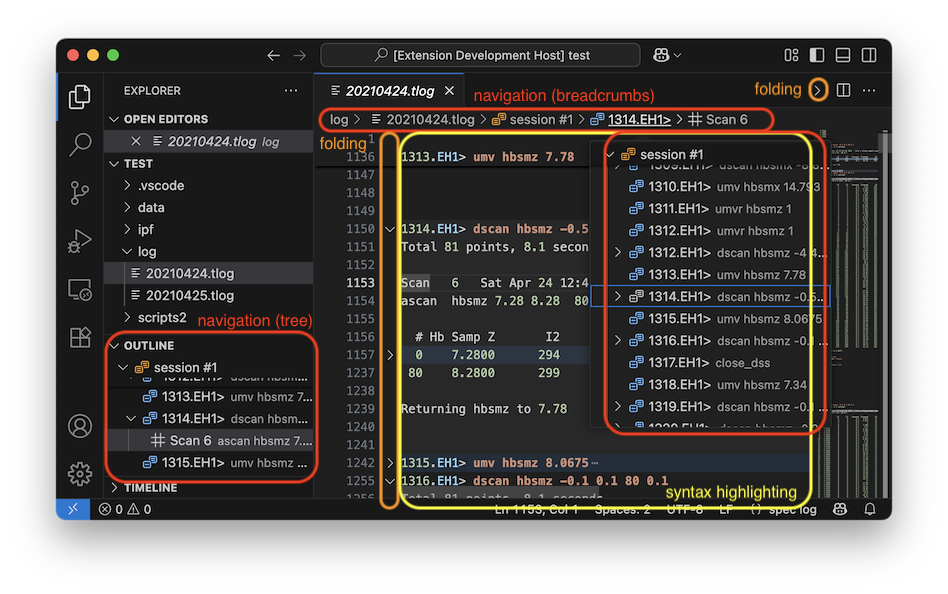 [Extension Development Host] test
EXPLORER
20210424.tlog
folding
navigation (breadcrumbs)
OPEN EDITORS
20210424.tlog log
TEST
.vscode
data
ipf
log
20210424.tlog
20210425.tlog
scripts2
navigation (tree)
OUTLINE
session #1
1312.EH1> dscan hbsm...
1313.EH1> umv hbsmz 7...
1314.EH1> dscan hbsm...
Scan 6 ascan hbsmz 7....
1315.EH1> umv hbsmz ...
TIMELINE
log > 20210424.tlog > session #1 > 1314.EH1> > Scan 6
folding
1
1136 1313.EH1> umv hbsmz 7.78
1147
1148
1149
1150 1314.EH1> dscan hbsmz -0.5
1151 Total 81 points, 8.1 secon
1152
1153 Scan 6 Sat Apr 24 12:4
1154 ascan hbsmz 7.28 8.28 80
1155
1156 # Hb Samp Z I2
1157 0 7.2800 294
1237 80 8.2800 299
1238
1239 Returning hbsmz to 7.78
1240
1241
1242 1315.EH1> umv hbsmz 8.0675
1255 1316.EH1> dscan hbsmz -0.1 0.1 80 0.1
1256 Total 81 points, 8.1 seconds
session #1
1309.EH1> dscan hbsmx -8.8...
1310.EH1> umv hbsmx 14.793
1311.EH1> umvr hbsmz 1
1312.EH1> umvr hbsmz 1
1312.EH1> dscan hbsmz -4 4...
1313.EH1> umv hbsmz 7.78
1314.EH1> dscan hbsmz -0.5...
1315.EH1> umv hbsmz 8.0675
1316.EH1> dscan hbsmz -0.1 ...
1317.EH1> close_dss
1318.EH1> umv hbsmz 7.34
1319.EH1> dscan hbsmz -0.1 ...
1320.EH1> dscan hbsmz
syntax highlighting
0 0
Ln 1153, Col 1 Spaces: 2 UTF-8 LF spec log